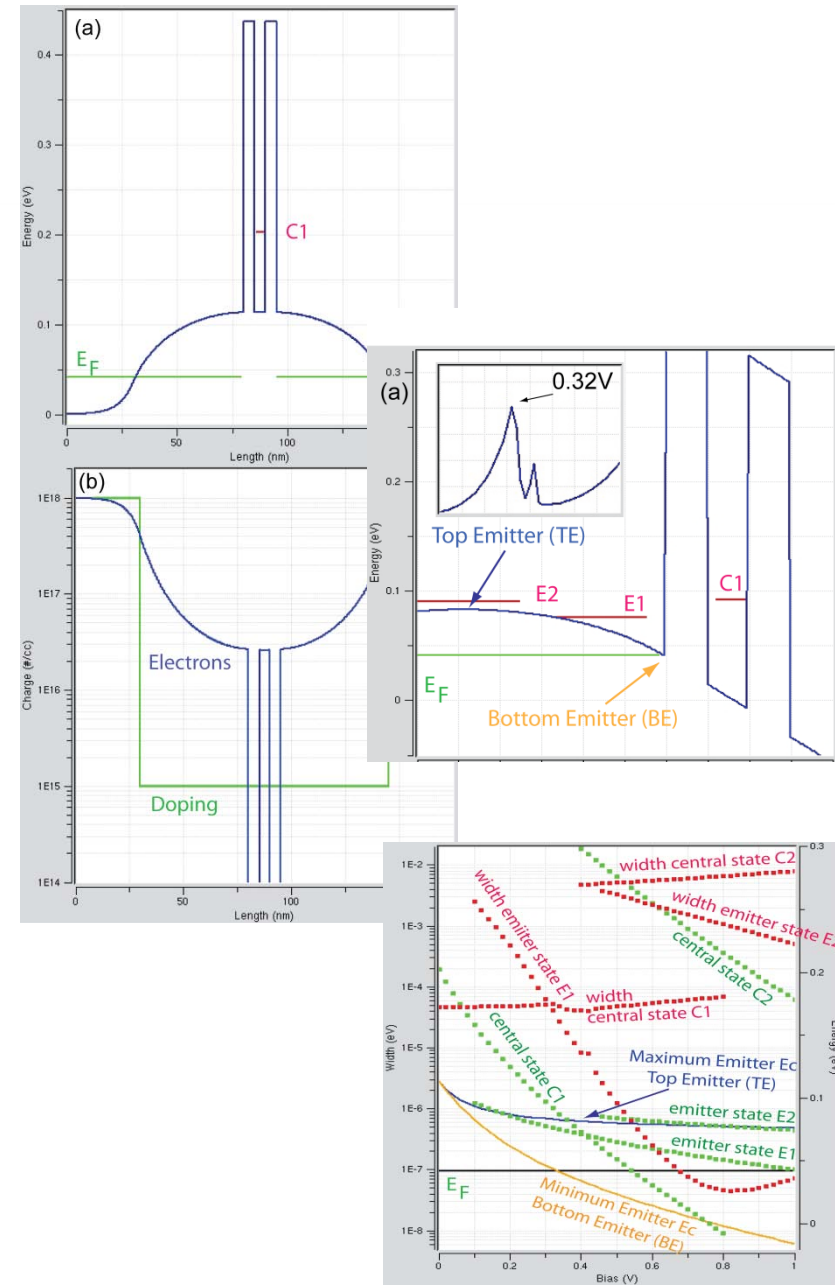 (a)
0.4
0.3
0.2
0.1
0
Energy (eV)
C1
E
F
0
50
100
Length (nm)
(b)
1E18
1E17
1E16
1E15
1E14
Charge (#/cc)
Electrons
Doping
0
50
100
Length (nm)
(a)
0.3
0.2
0.1
0
Energy (eV)
0.32V
Top Emitter (TE)
E2
E1
C1
E
F
Bottom Emitter (BE)
1E-2
1E-3
1E-4
1E-5
1E-6
1E-7
1E-8
Width (eV)
width central state C2
width emitter state E2
central state C2
width emiiter state E1
width
central state C1
central state C1
Maximum Emitter Ec
Top Emitter (TE)
emitter state E2
emitter state E1
E
F
Minimum Emitter Ec
Bottom Emitter (BE)
0.3
0.2
0.1
0
Energy (eV)
0
0.2
0.4
0.6
0.8
1
Bias (V)